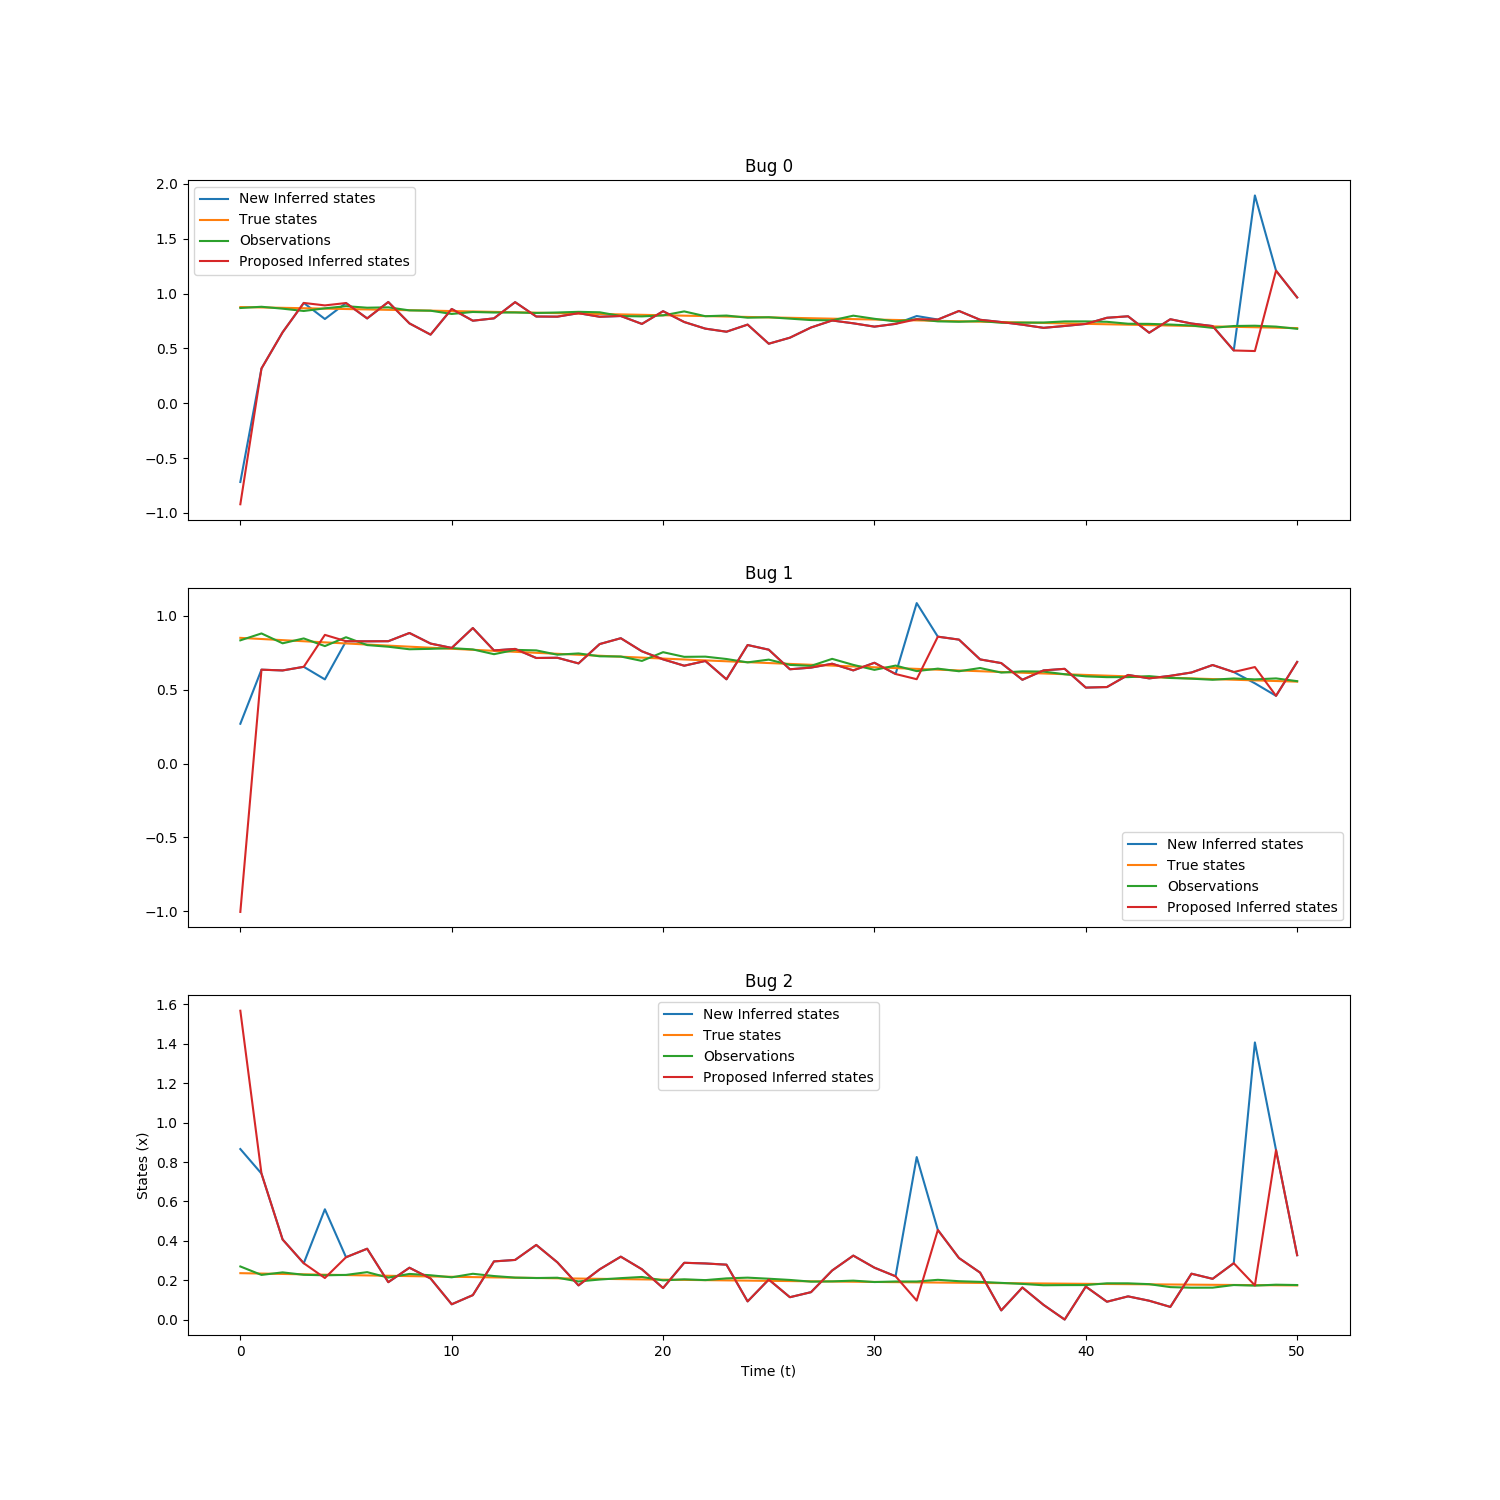 Bug 0
2.0
1.5
1.0
0.5
0.0
−0.5
−1.0
New Inferred states
True states
Observations
Proposed Inferred states
Bug 1
1.0
0.5
0.0
−0.5
−1.0
New Inferred states
True states
Observations
Proposed Inferred states
Bug 2
1.6
1.4
1.2
1.0
0.8
0.6
0.4
0.2
0.0
States (x)
New Inferred states
True states
Observations
Proposed Inferred states
0 10 20 30 40 50
Time (t)